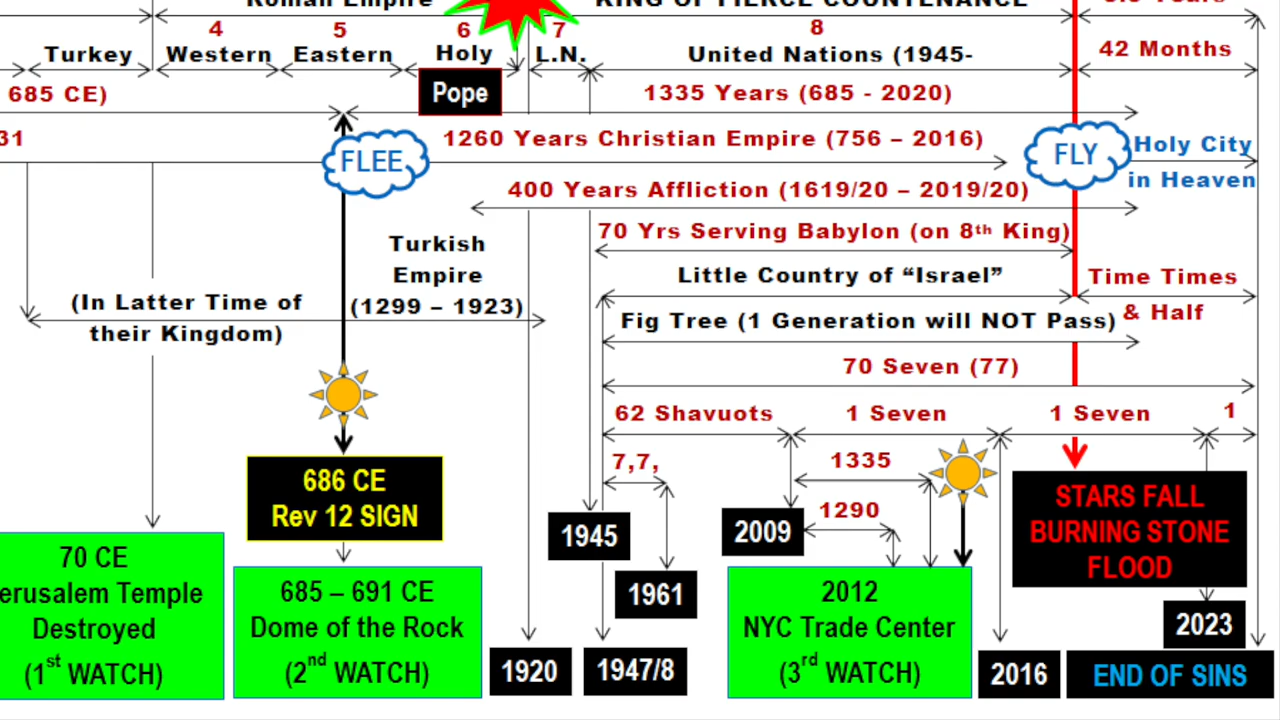 Roman Empire
KING OF FIERCE COUNTENANCE
4
5
6
7
8
42 Months
Turkey
Western
Eastern
Holy
L.N.
United Nations (1945-
685 CE)
Pope
1335 Years (685 - 2020)
31
FLEE
1260 Years Christian Empire (756 – 2016)
FLY
Holy City
in Heaven
400 Years Affliction (1619/20 – 2019/20)
70 Yrs Serving Babylon (on 8th King)
Turkish
Empire
(1299 – 1923)
Little Country of “Israel”
Time Times
& Half
(In Latter Time of
their Kingdom)
Fig Tree (1 Generation will NOT Pass)
70 Seven (77)
62 Shavuots
1 Seven
1 Seven
1
7,7,
1335
1290
686 CE
Rev 12 SIGN
STARS FALL
BURNING STONE
FLOOD
1945
2009
1961
70 CE
erusalem Temple
Destroyed
(1st WATCH)
685 – 691 CE
Dome of the Rock
(2nd WATCH)
2012
NYC Trade Center
(3rd WATCH)
2023
1920
1947/8
2016
END OF SINS